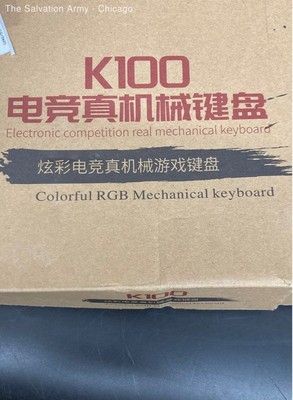 The Salvation Army - Chicago
K100
电竞真机械键盘
Electronic competition real mechanical keyboard
炫彩电竞真机械游戏键盘
Colorful RGB Mechanical keyboard
K100